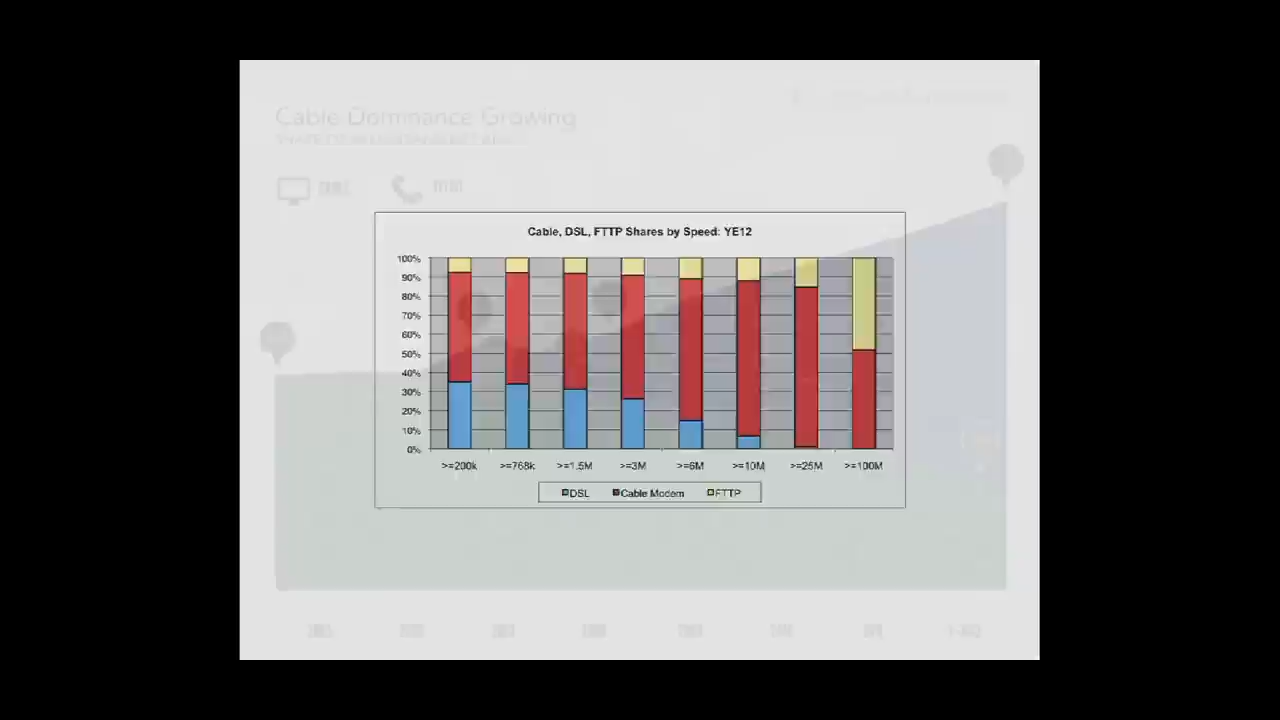 Cable Dominance Growing
Cable, DSL, FTTP Shares by Speed: YE12
100%
90%
80%
70%
60%
50%
40%
30%
20%
10%
0%
>=200k >=768k >=1.5M >=3M >=6M >=10M >=25M >=100M
DSL Cable Modem FTTP